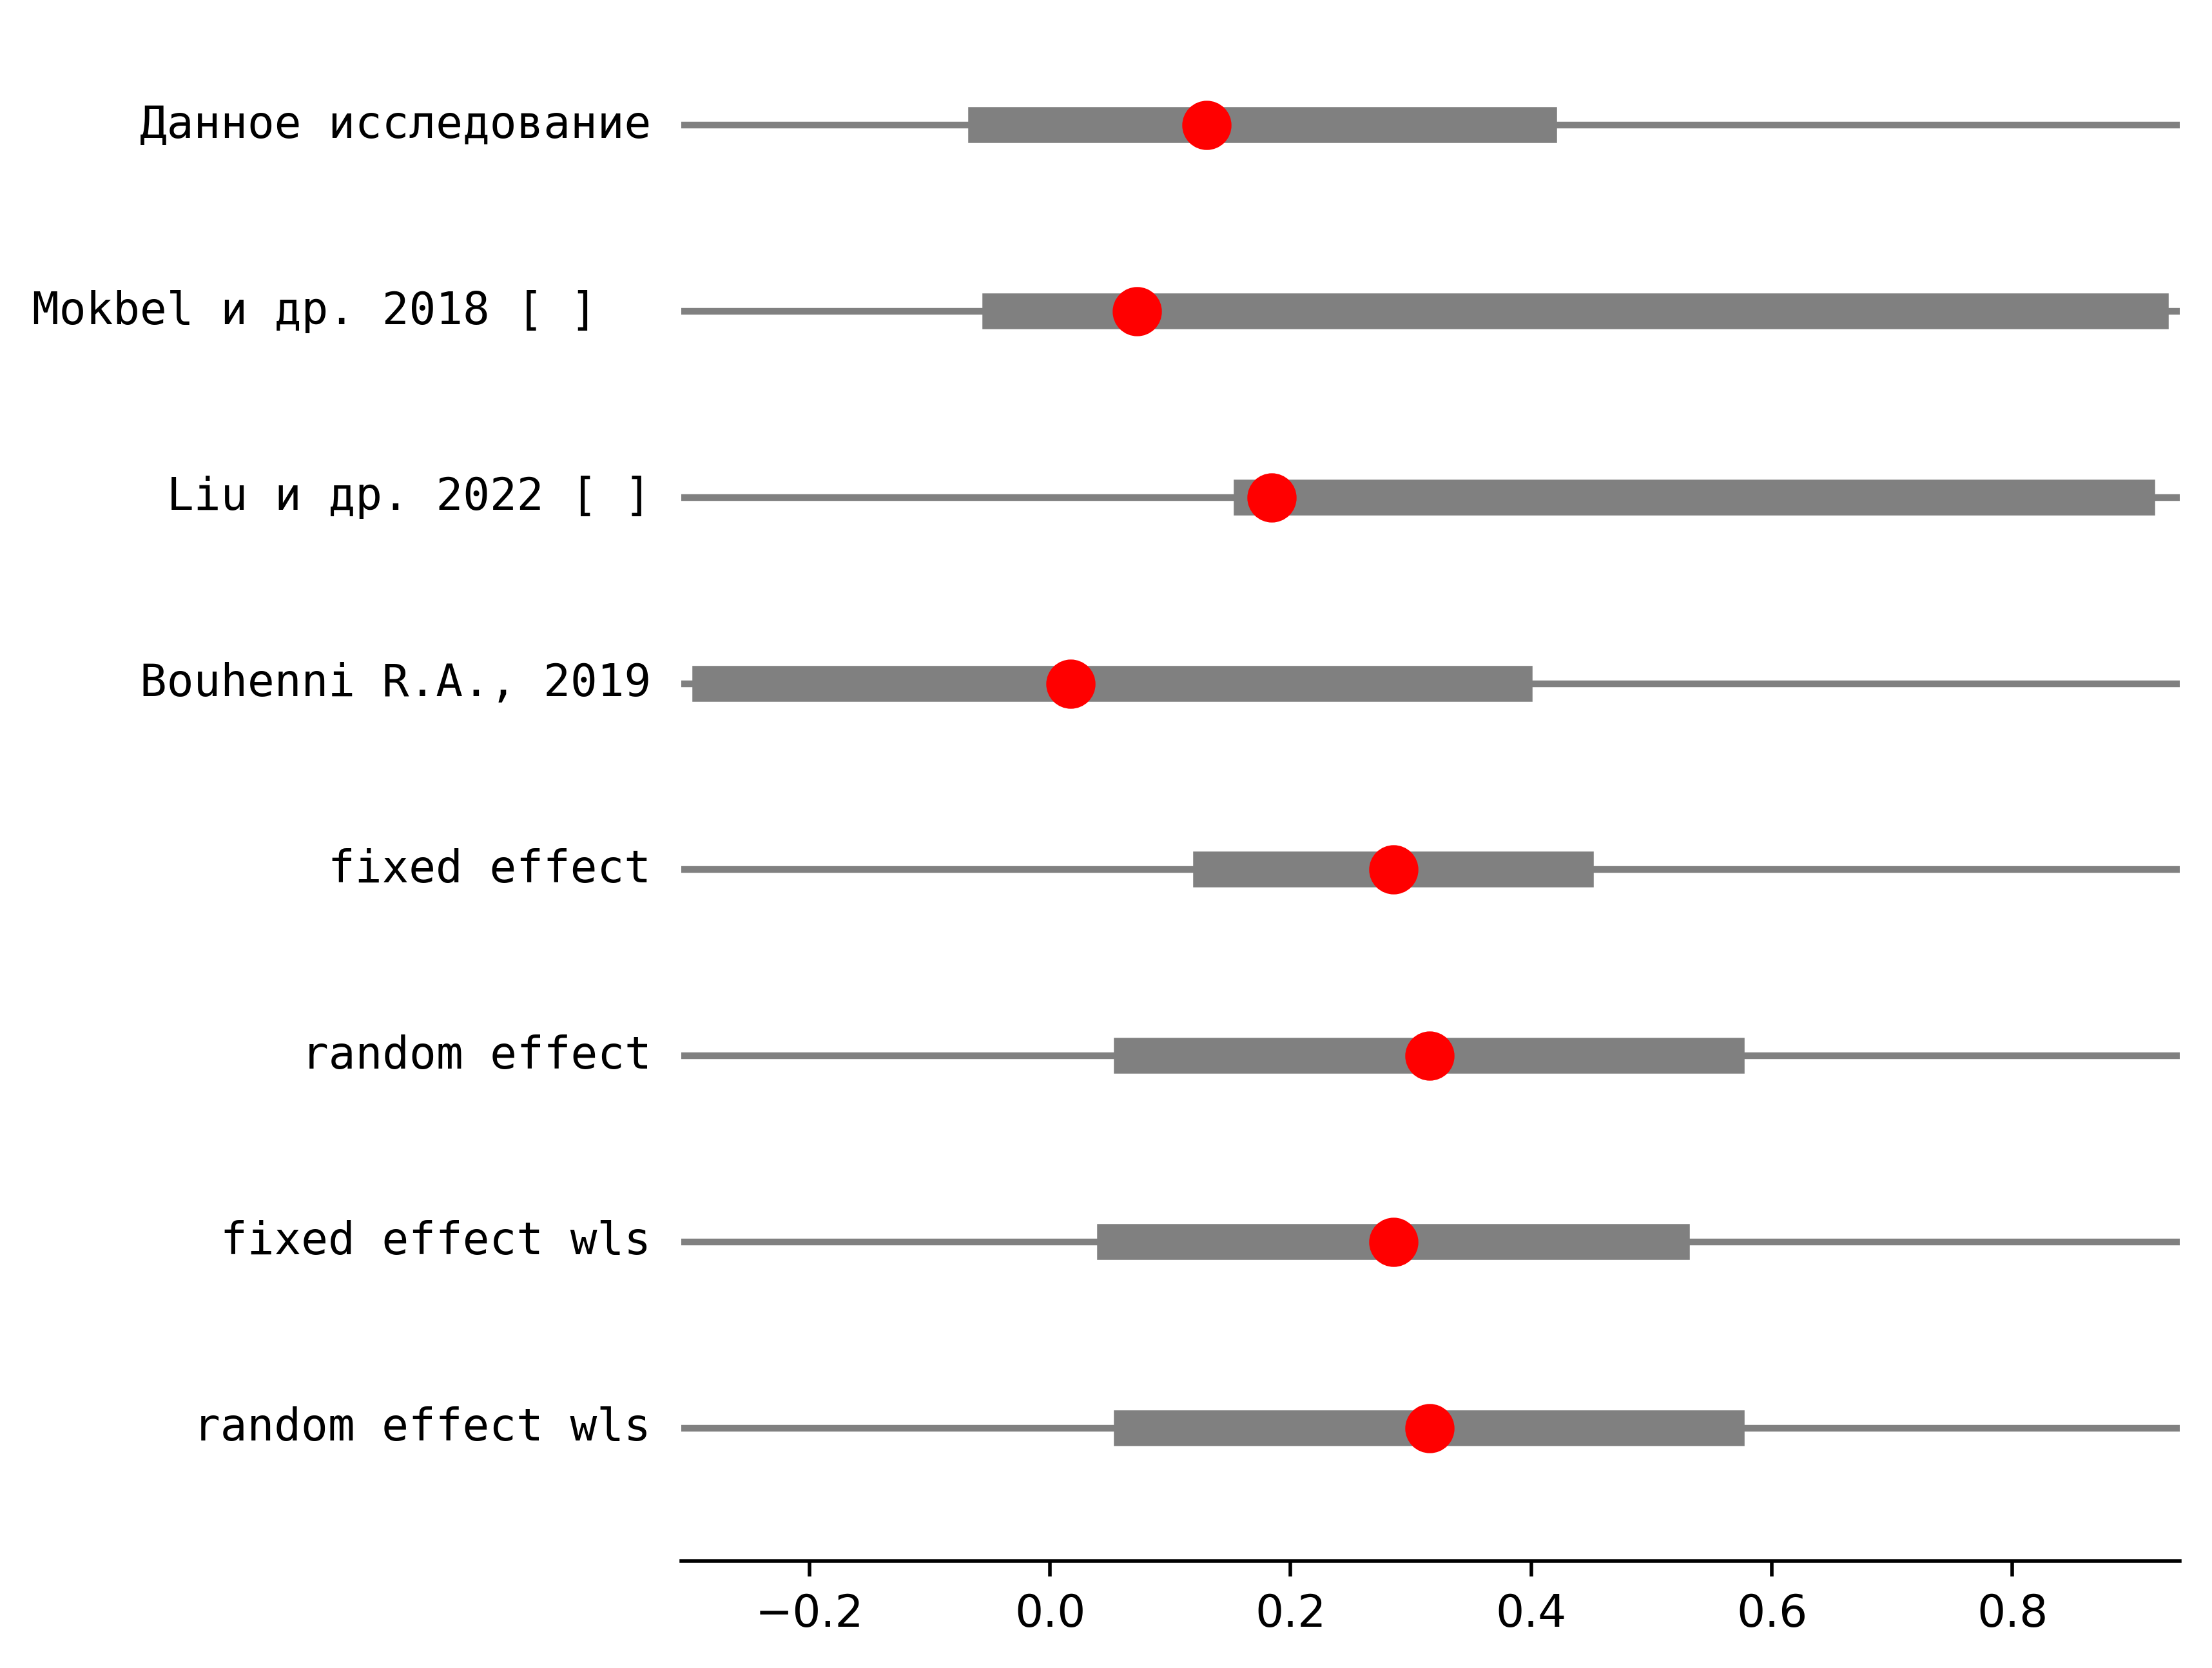 Данное исследование
Mokbel и др. 2018 [ ]
Liu и др. 2022 [ ]
Bouhenni R.A., 2019
fixed effect
random effect
fixed effect wls
random effect wls
−0.2 0.0 0.2 0.4 0.6 0.8